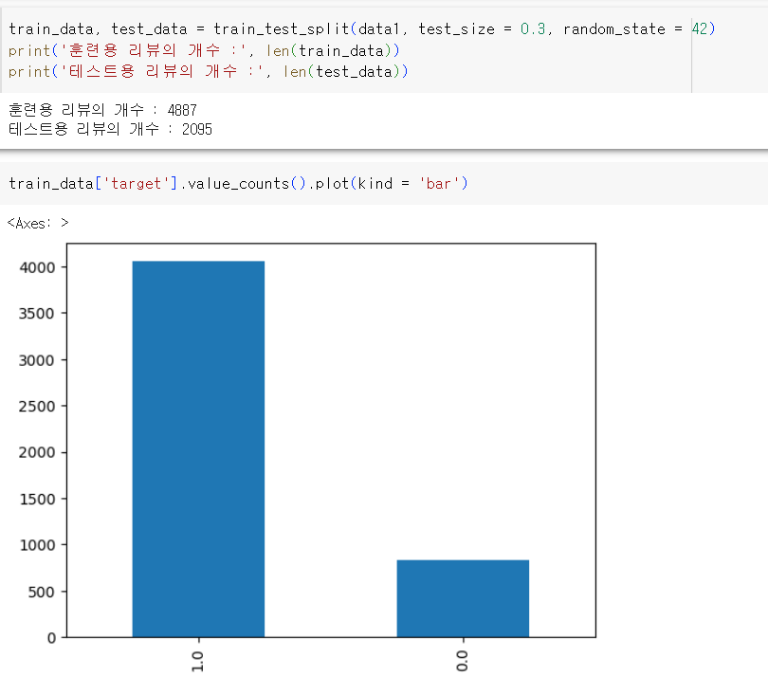 train_data, test_data = train_test_split(data1, test_size = 0.3, random_state = 42)
print('훈련용 리뷰의 개수 :', len(train_data))
print('테스트용 리뷰의 개수 :', len(test_data))
훈련용 리뷰의 개수 : 4887
테스트용 리뷰의 개수 : 2095
train_data['target'].value_counts().plot(kind = 'bar')
<Axes: >
4000
3500
3000
2500
2000
1500
1000
500
0
1.0
0.0